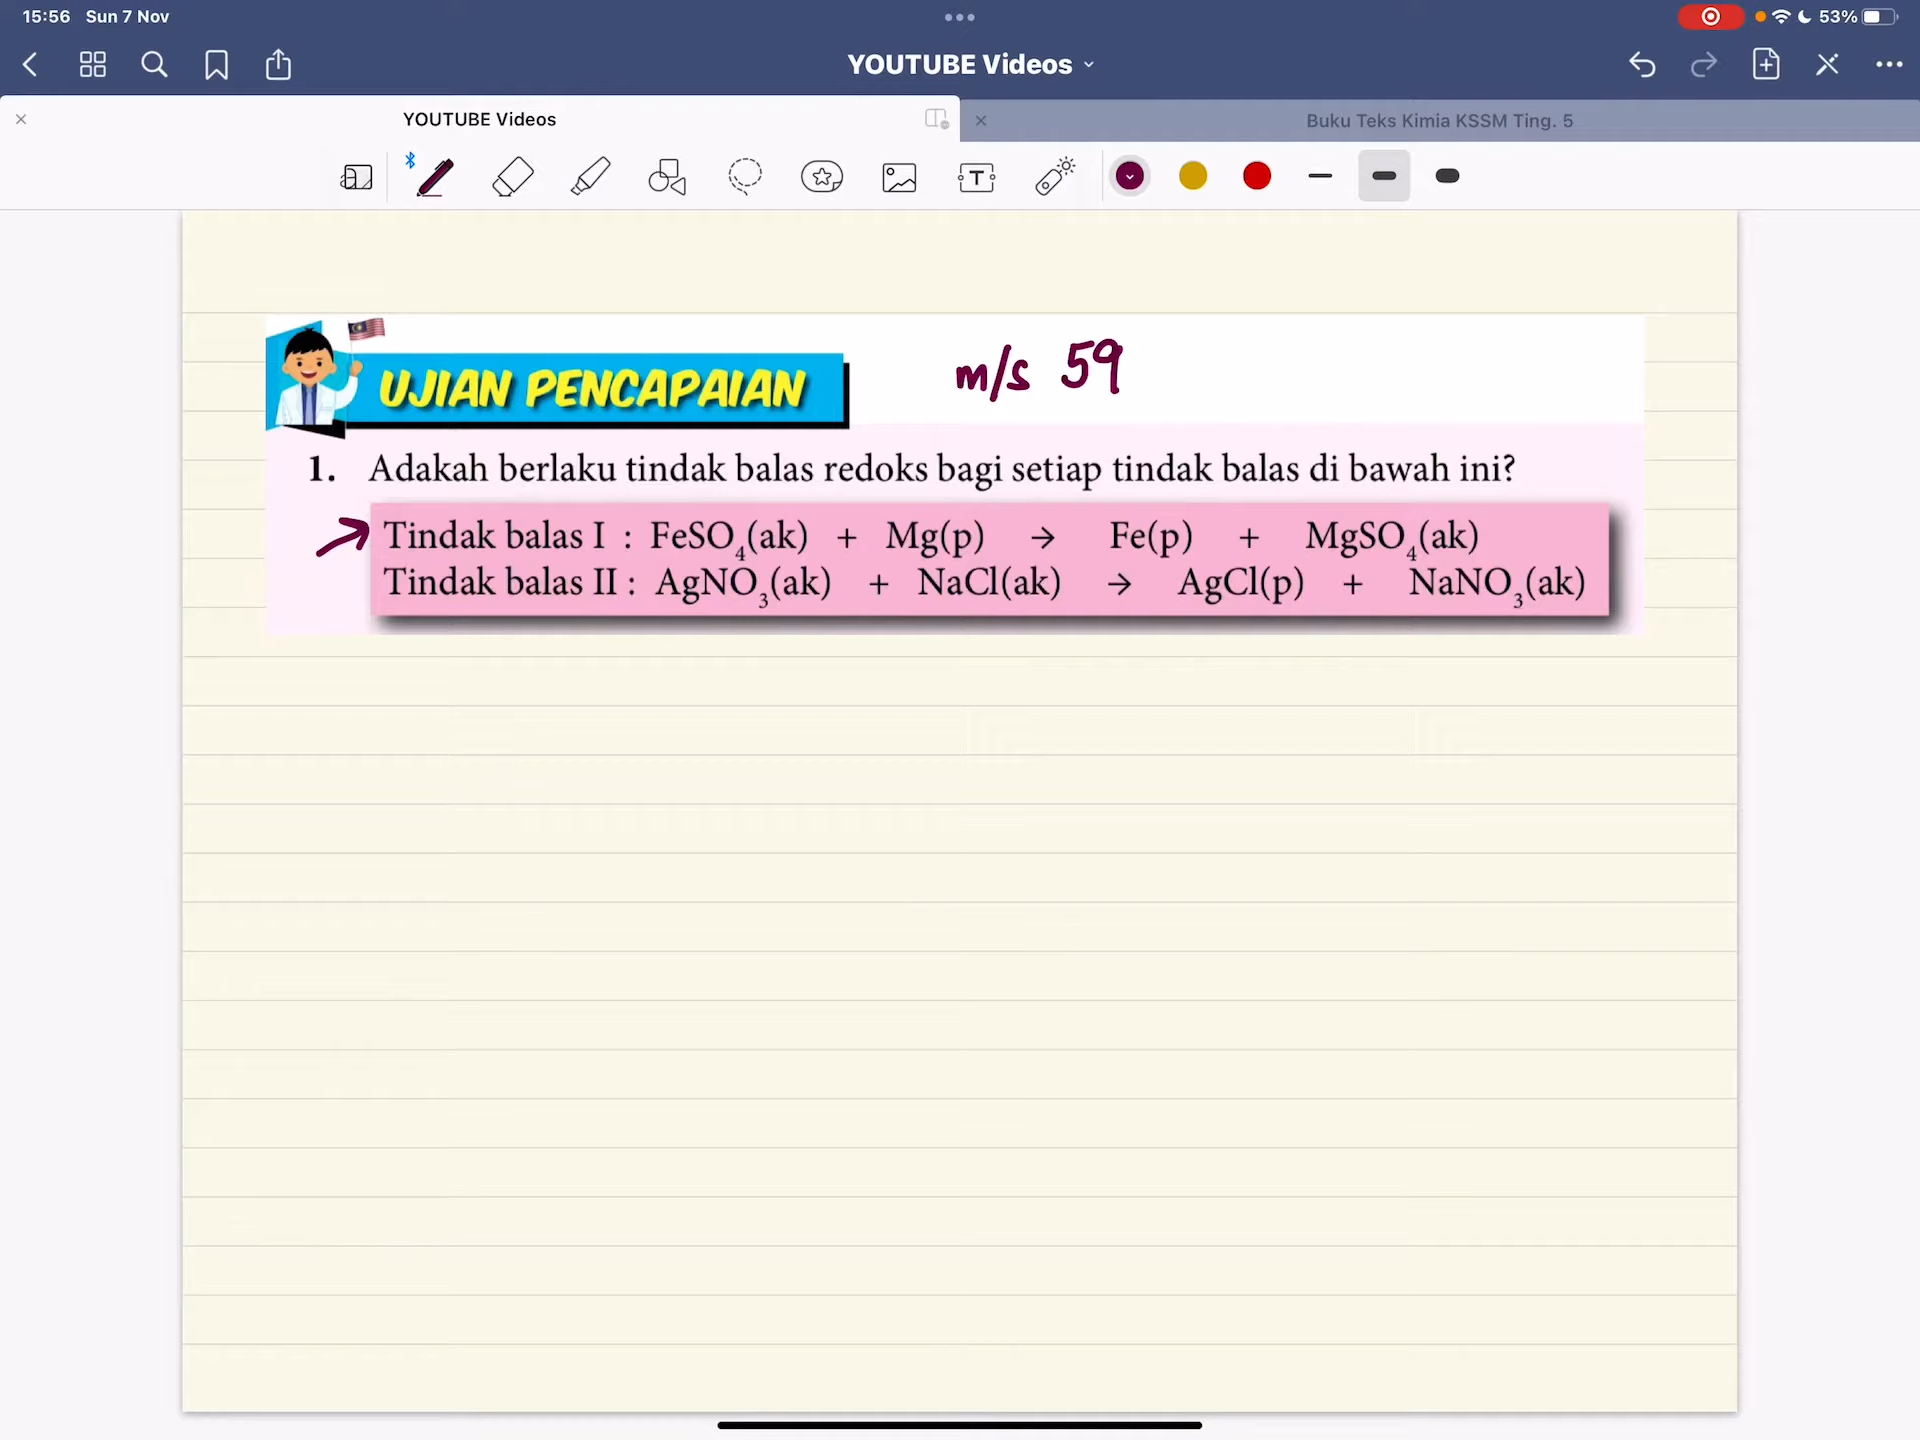 15:56 Sun 7 Nov
53%
YOUTUBE Videos
YOUTUBE Videos
Buku Teks Kimia KSSM Ting. 5
UJIAN PENCAPAIAN
m/s 59
1. Adakah berlaku tindak balas redoks bagi setiap tindak balas di bawah ini?
Tindak balas I : FeSO₄(ak) + Mg(p) → Fe(p) + MgSO₄(ak)
Tindak balas II : AgNO₃(ak) + NaCl(ak) → AgCl(p) + NaNO₃(ak)